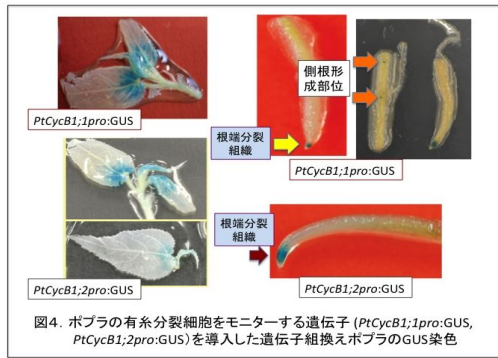 側根形
成部位
PtCycB1;1pro:GUS
根端分裂
組織
PtCycB1;1pro:GUS
根端分裂
組織
PtCycB1;2pro:GUS
PtCycB1;2pro:GUS
図4. ポプラの有糸分裂細胞をモニターする遺伝子 (PtCycB1;1pro:GUS,
PtCycB1;2pro:GUS)を導入した遺伝子組換えポプラのGUS染色